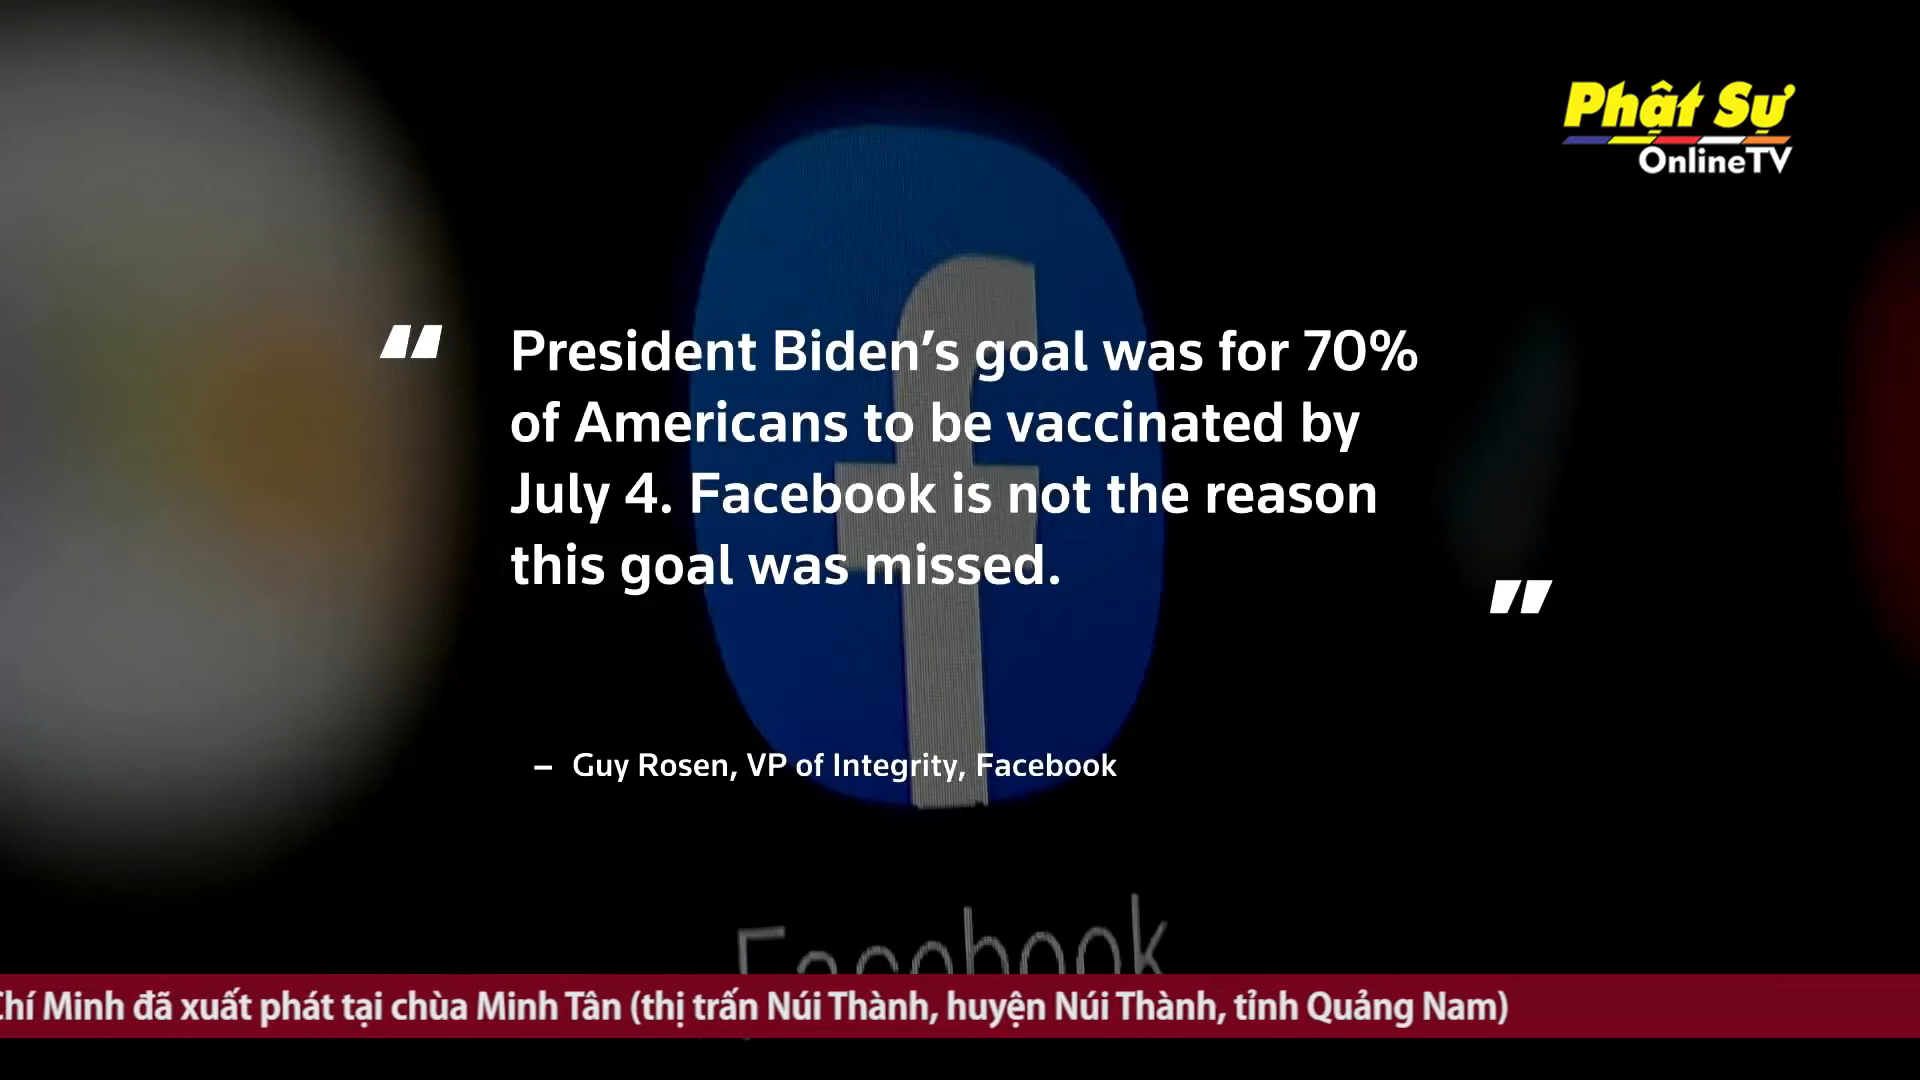 Phật Sự
OnlineTV
“ President Biden’s goal was for 70%
of Americans to be vaccinated by
July 4. Facebook is not the reason
this goal was missed. ”
– Guy Rosen, VP of Integrity, Facebook
Facebook
Chí Minh đã xuất phát tại chùa Minh Tân (thị trấn Núi Thành, huyện Núi Thành, tỉnh Quảng Nam)